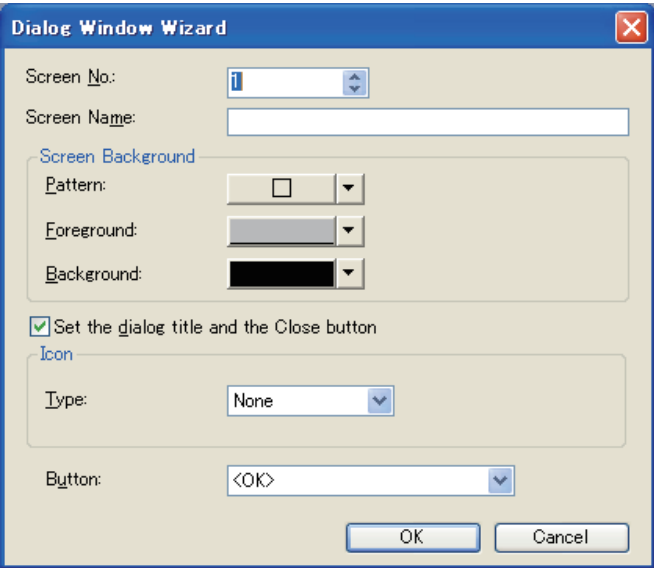 Dialog Window Wizard
Screen No.: 1
Screen Name:
Screen Background
Pattern:
Foreground:
Background:
Set the dialog title and the Close button
Icon
Type: None
Button: <OK>
OK Cancel